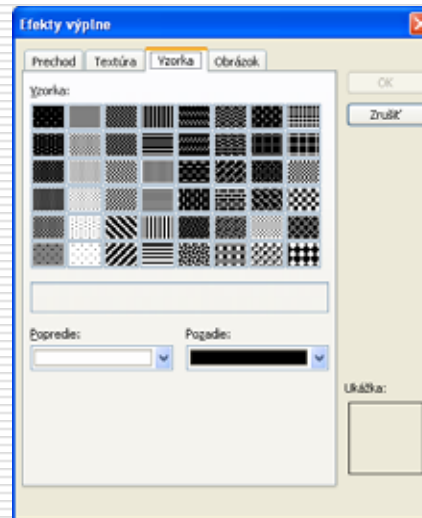 Efekty výplne
Prechod Textúra Vzorka Obrázok
OK
Zrušiť
Vzorka:
Popredie: Pozadie:
Ukážka: